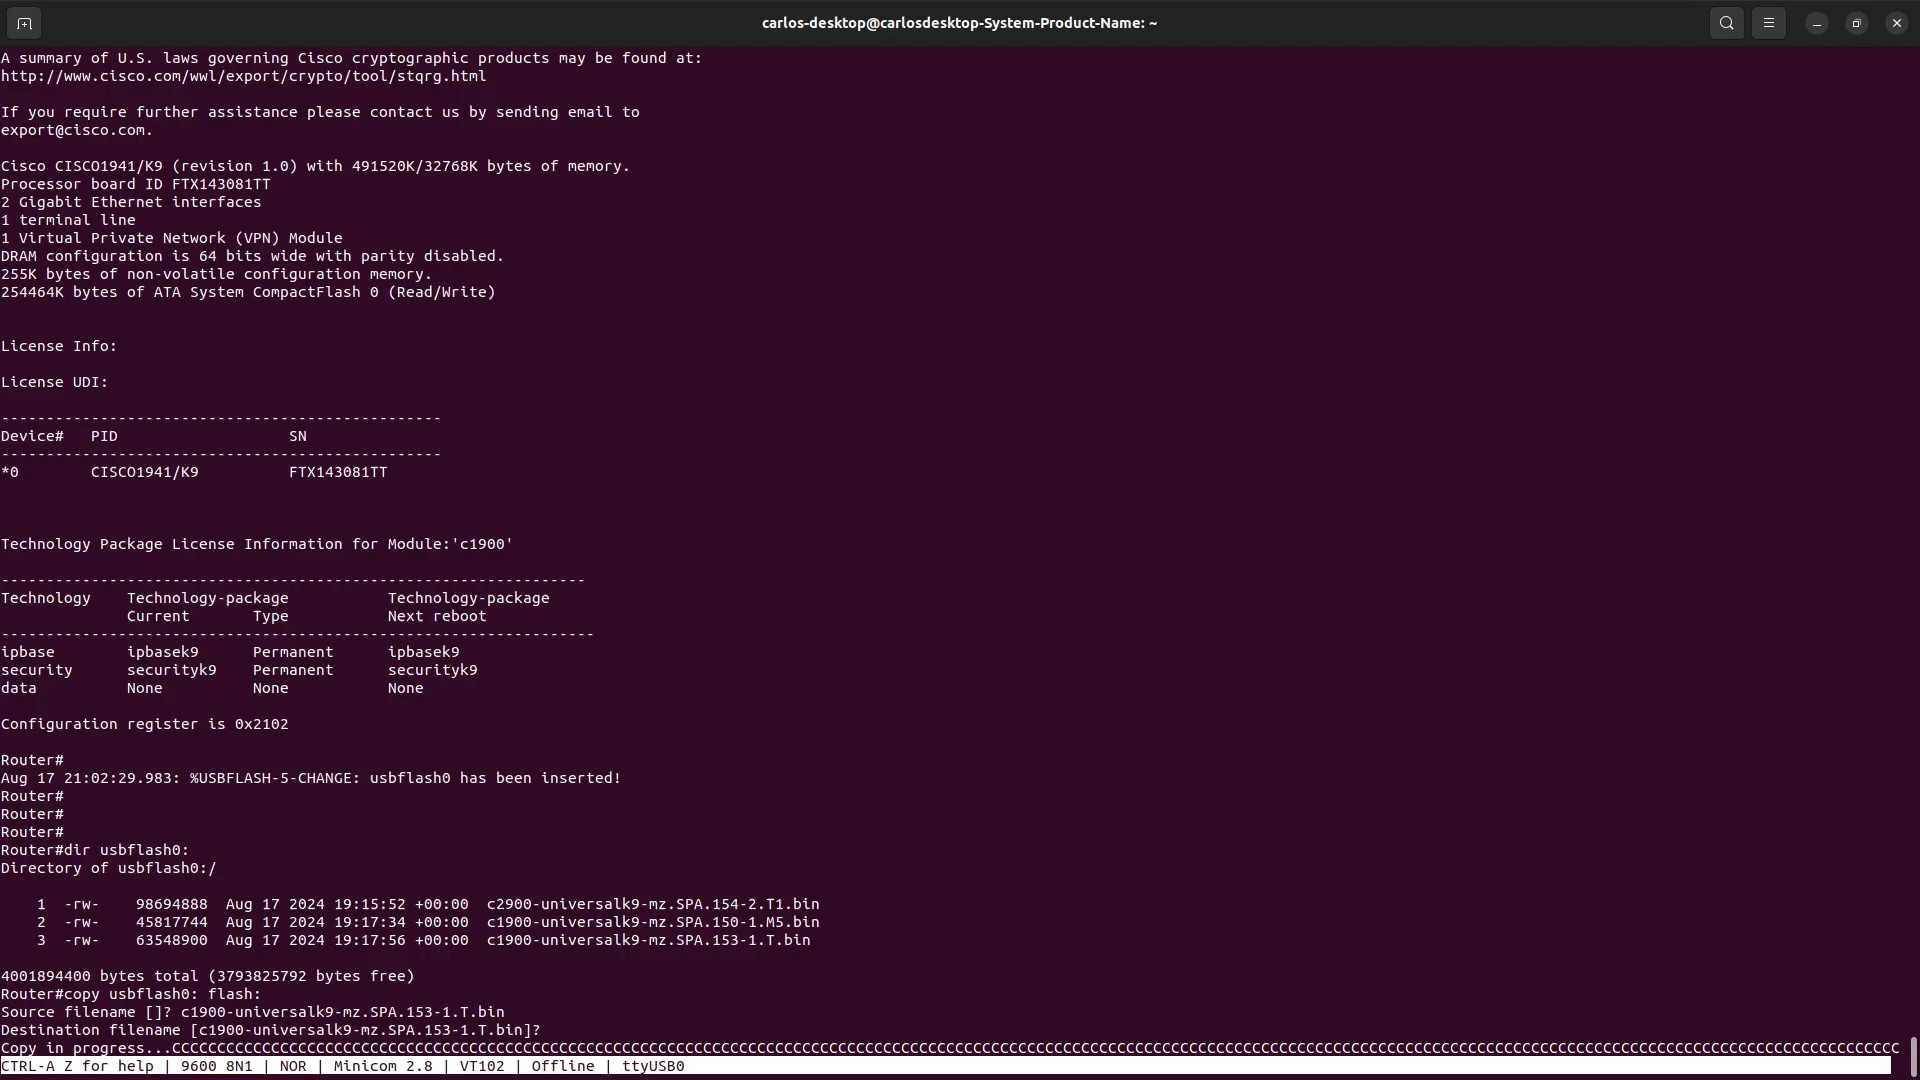 carlos-desktop@carlosdesktop-System-Product-Name: ~
A summary of U.S. laws governing Cisco cryptographic products may be found at:
http://www.cisco.com/wwl/export/crypto/tool/stqrg.html
If you require further assistance please contact us by sending email to
export@cisco.com.
Cisco CISCO1941/K9 (revision 1.0) with 491520K/32768K bytes of memory.
Processor board ID FTX143081TT
2 Gigabit Ethernet interfaces
1 terminal line
1 Virtual Private Network (VPN) Module
DRAM configuration is 64 bits wide with parity disabled.
255K bytes of non-volatile configuration memory.
254464K bytes of ATA System CompactFlash 0 (Read/Write)
License Info:
License UDI:
-------------------------------------------------
Device#   PID                   SN
-------------------------------------------------
*0        CISCO1941/K9          FTX143081TT
Technology Package License Information for Module:'c1900'
-----------------------------------------------------------------
Technology    Technology-package           Technology-package
              Current       Type           Next reboot
------------------------------------------------------------------
ipbase        ipbasek9      Permanent      ipbasek9
security      securityk9    Permanent      securityk9
data          None          None           None
Configuration register is 0x2102
Router#
Aug 17 21:02:29.983: %USBFLASH-5-CHANGE: usbflash0 has been inserted!
Router#
Router#
Router#
Router#dir usbflash0:
Directory of usbflash0:/
    1  -rw-    98694888  Aug 17 2024 19:15:52 +00:00  c2900-universalk9-mz.SPA.154-2.T1.bin
    2  -rw-    45817744  Aug 17 2024 19:17:34 +00:00  c1900-universalk9-mz.SPA.150-1.M5.bin
    3  -rw-    63548900  Aug 17 2024 19:17:56 +00:00  c1900-universalk9-mz.SPA.153-1.T.bin
4001894400 bytes total (3793825792 bytes free)
Router#copy usbflash0: flash:
Source filename []? c1900-universalk9-mz.SPA.153-1.T.bin
Destination filename [c1900-universalk9-mz.SPA.153-1.T.bin]?
Copy in progress...CCCCCCCCCCCCCCCCCCCCCCCCCCCCCCCCCCCCCCCCCCCCCCCCCCCCCCCCCCCCCCCCCCCCCCCCCCCCCCCCCCCCCCCCCCCCCCCCCCCCCCCCCCCCCCCCCCCCCCCCCCCCCCCCCCCCCCCCCCCCCCCCCCCCCCCCCCCCCCCCCCCCCCCCCCCCCCCCCCCCCCCCCCCCCCCCCCCC
CTRL-A Z for help | 9600 8N1 | NOR | Minicom 2.8 | VT102 | Offline | ttyUSB0